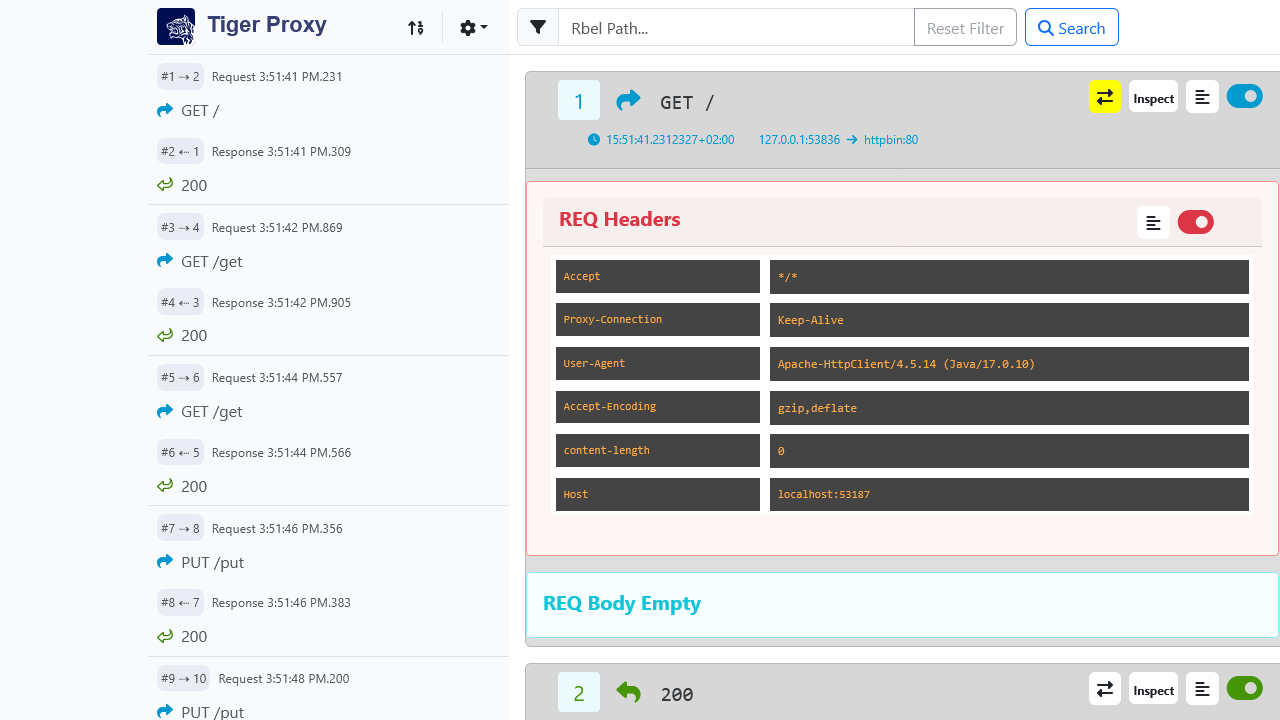 Tiger Proxy
Rbel Path...
Reset Filter
Search
#1 ⇢ 2 Request 3:51:41 PM.231
GET /
#2 ⇠ 1 Response 3:51:41 PM.309
200
#3 ⇢ 4 Request 3:51:42 PM.869
GET /get
#4 ⇠ 3 Response 3:51:42 PM.905
200
#5 ⇢ 6 Request 3:51:44 PM.557
GET /get
#6 ⇠ 5 Response 3:51:44 PM.566
200
#7 ⇢ 8 Request 3:51:46 PM.356
PUT /put
#8 ⇠ 7 Response 3:51:46 PM.383
200
#9 ⇢ 10 Request 3:51:48 PM.200
PUT /put
1 GET / Inspect
15:51:41.2312327+02:00 127.0.0.1:53836 → httpbin:80
REQ Headers
Accept */*
Proxy-Connection Keep-Alive
User-Agent Apache-HttpClient/4.5.14 (Java/17.0.10)
Accept-Encoding gzip,deflate
content-length 0
Host localhost:53187
REQ Body Empty
2 200 Inspect